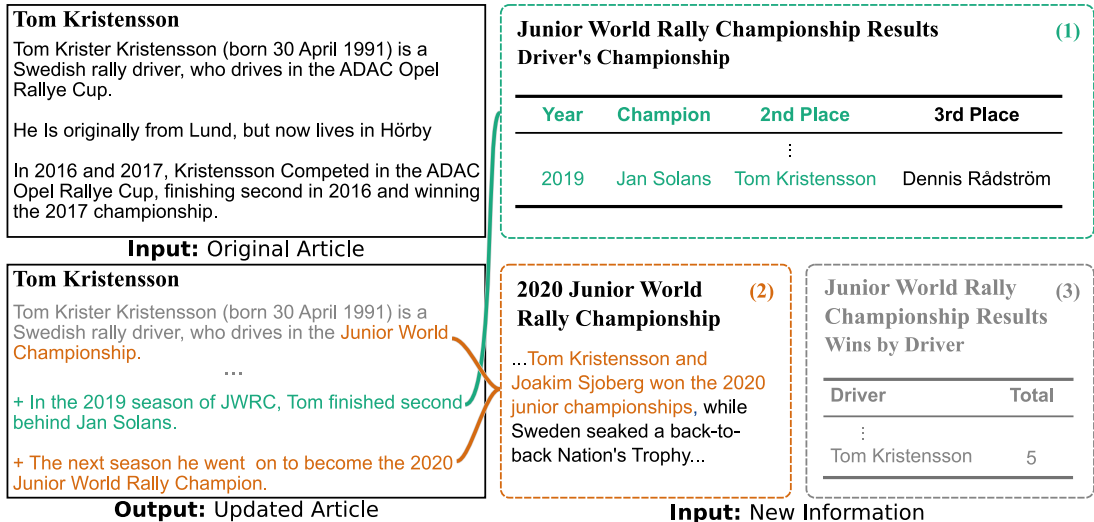 Tom Kristensson
Tom Krister Kristensson (born 30 April 1991) is a
Swedish rally driver, who drives in the ADAC Opel
Rallye Cup.
He Is originally from Lund, but now lives in Hörby
In 2016 and 2017, Kristensson Competed in the ADAC
Opel Rallye Cup, finishing second in 2016 and winning
the 2017 championship.
Input: Original Article
Junior World Rally Championship Results (1)
Driver's Championship
Year Champion 2nd Place 3rd Place
⋮
2019 Jan Solans Tom Kristensson Dennis Rådström
Tom Kristensson
Tom Krister Kristensson (born 30 April 1991) is a
Swedish rally driver, who drives in the Junior World
Championship.
...
+ In the 2019 season of JWRC, Tom finished second
behind Jan Solans.
+ The next season he went on to become the 2020
Junior World Rally Champion.
Output: Updated Article
2020 Junior World (2)
Rally Championship
...Tom Kristensson and
Joakim Sjoberg won the 2020
junior championships, while
Sweden seaked a back-to-
back Nation's Trophy...
Junior World Rally (3)
Championship Results
Wins by Driver
Driver Total
⋮
Tom Kristensson 5
Input: New Information